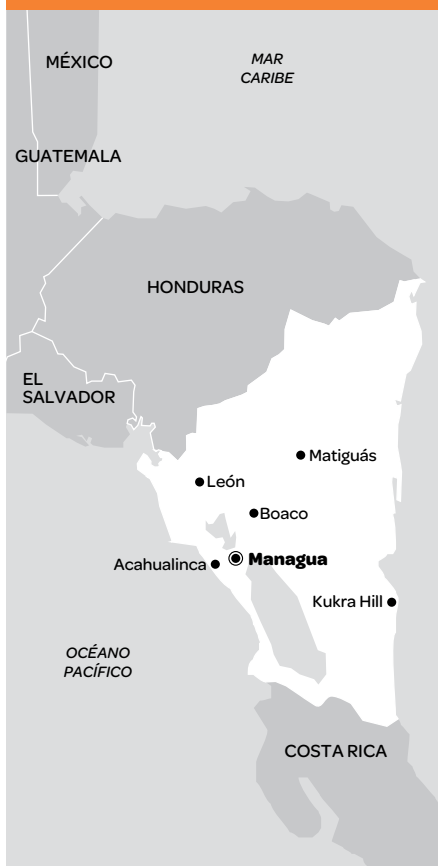 MÉXICO
MAR
CARIBE
GUATEMALA
HONDURAS
EL
SALVADOR
Matiguás
León
Boaco
Managua
Acahualinca
Kukra Hill
OCÉANO
PACÍFICO
COSTA RICA